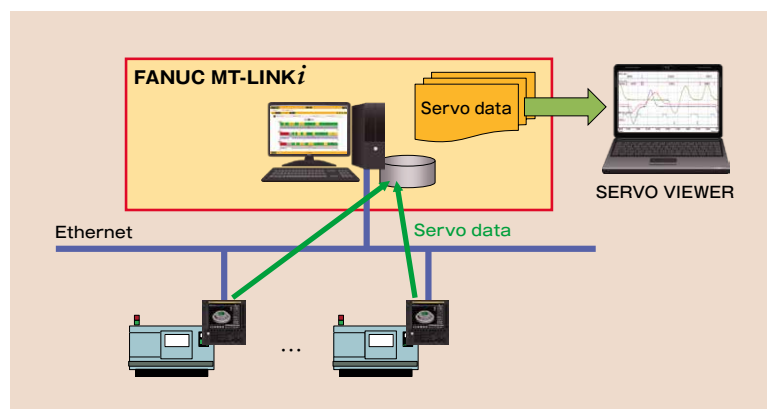 FANUC MT-LINKi
Servo data
SERVO VIEWER
Ethernet
Servo data
...